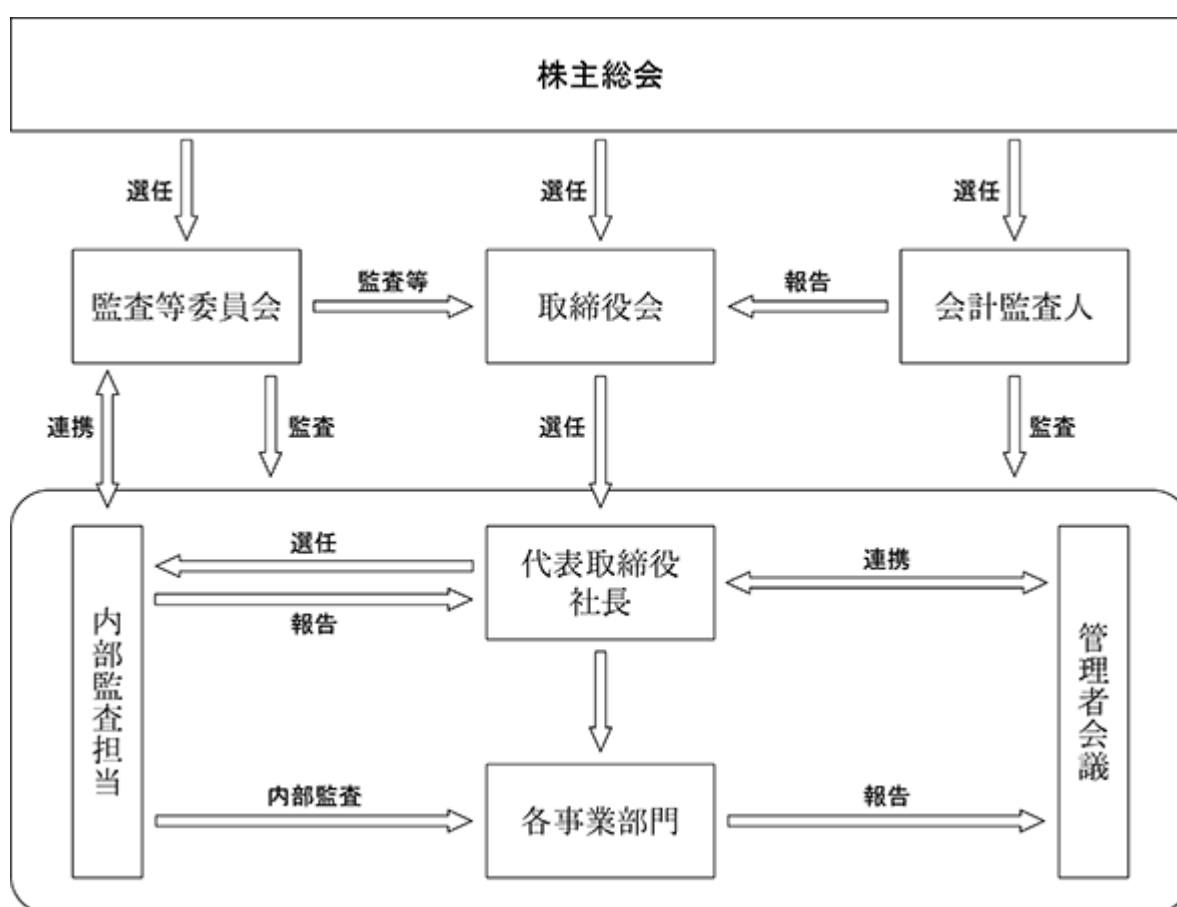 株主総会
選任
選任
選任
監査等委員会
監査等
取締役会
報告
会計監査人
連携
監査
選任
監査
内部監査担当
選任
報告
代表取締役
社長
連携
管理者会議
内部監査
各事業部門
報告